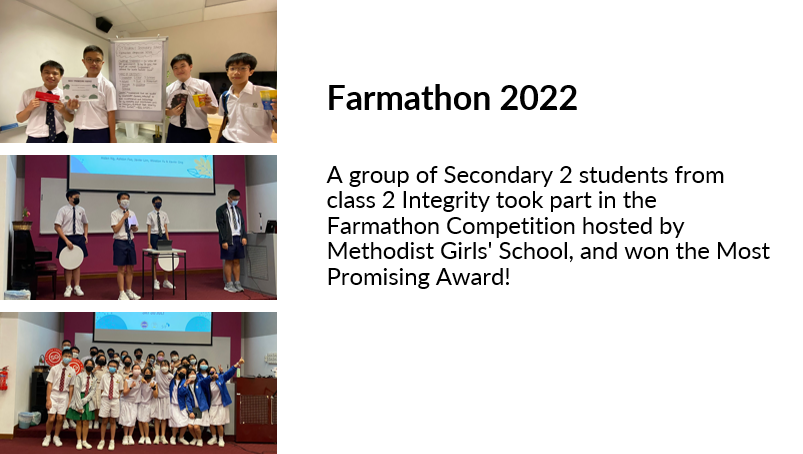 Farmathon 2022
A group of Secondary 2 students from
class 2 Integrity took part in the
Farmathon Competition hosted by
Methodist Girls' School, and won the Most
Promising Award!